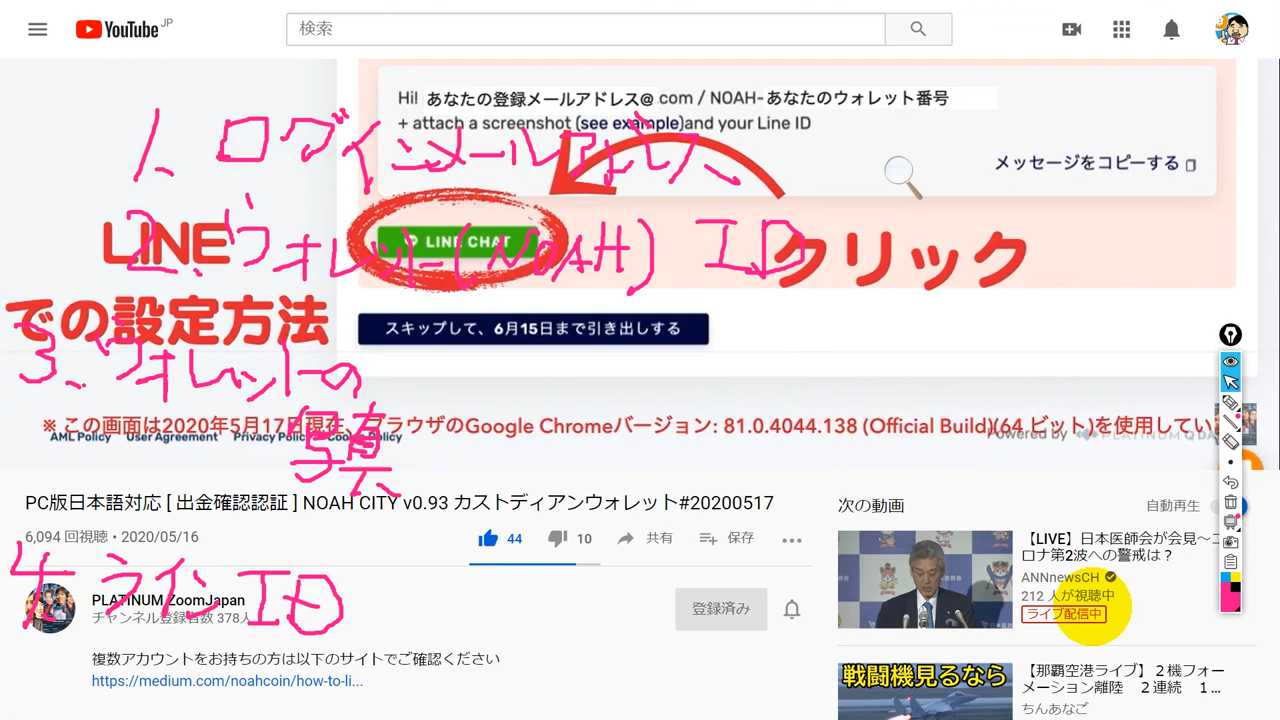 YouTube JP
検索
Hi! あなたの登録メールアドレス@.com / NOAH-あなたのウォレット番号
+ attach a screenshot (see example)and your Line ID
メッセージをコピーする
1. ログインメールアドレス
LINE
LINE CHAT
クリック
2. ウォレット(NOAH) ID
での設定方法
スキップして、6月15日まで引き出しする
3. ウォレットの
写真
※ この画面は2020年5月17日現在、ブラウザのGoogle Chromeバージョン: 81.0.4044.138 (Official Build)(64 ビット)を使用してい
AML Policy User Agreement Privacy Policy Cookie Policy
Powered by PLATINUM Q DA
PC版日本語対応 [ 出金確認認証 ] NOAH CITY v0.93 カストディアンウォレット#20200517
6,094 回視聴・2020/05/16
44
10
共有
保存
4. ライン ID
PLATINUM ZoomJapan
チャンネル登録者数 378人
登録済み
複数アカウントをお持ちの方は以下のサイトでご確認ください
https://medium.com/noahcoin/how-to-li...
次の動画
自動再生
【LIVE】日本医師会が会見〜コ
ロナ第2波への警戒は？
ANNnewsCH
212 人が視聴中
ライブ配信中
戦闘機見るなら
【那覇空港ライブ】２機フォー
メーション離陸　２連続　１...
ちんあなご